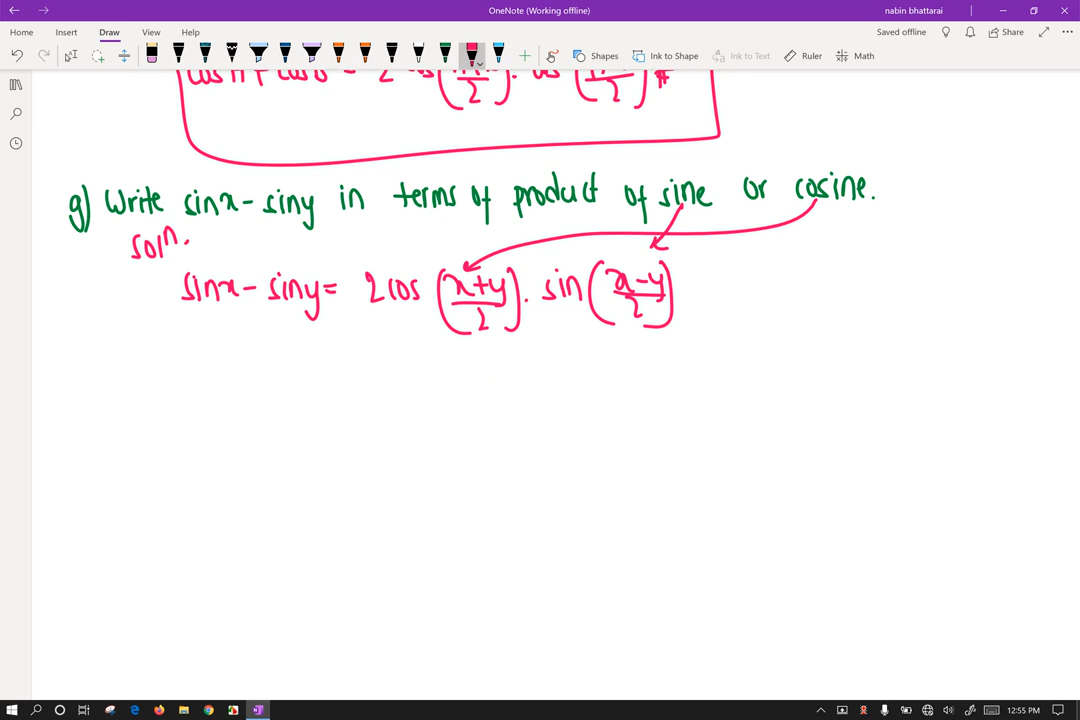 OneNote (Working offline)
nabin bhattarai
Home Insert Draw View Help
Saved offline
Share
Shapes
Ink to Shape
Ink to Text
Ruler
Math
g) Write sinx - siny in terms of product of sine or cosine.
solⁿ.
sinx - siny = 2cos (x+y/2) . sin (x-y/2)
12:55 PM